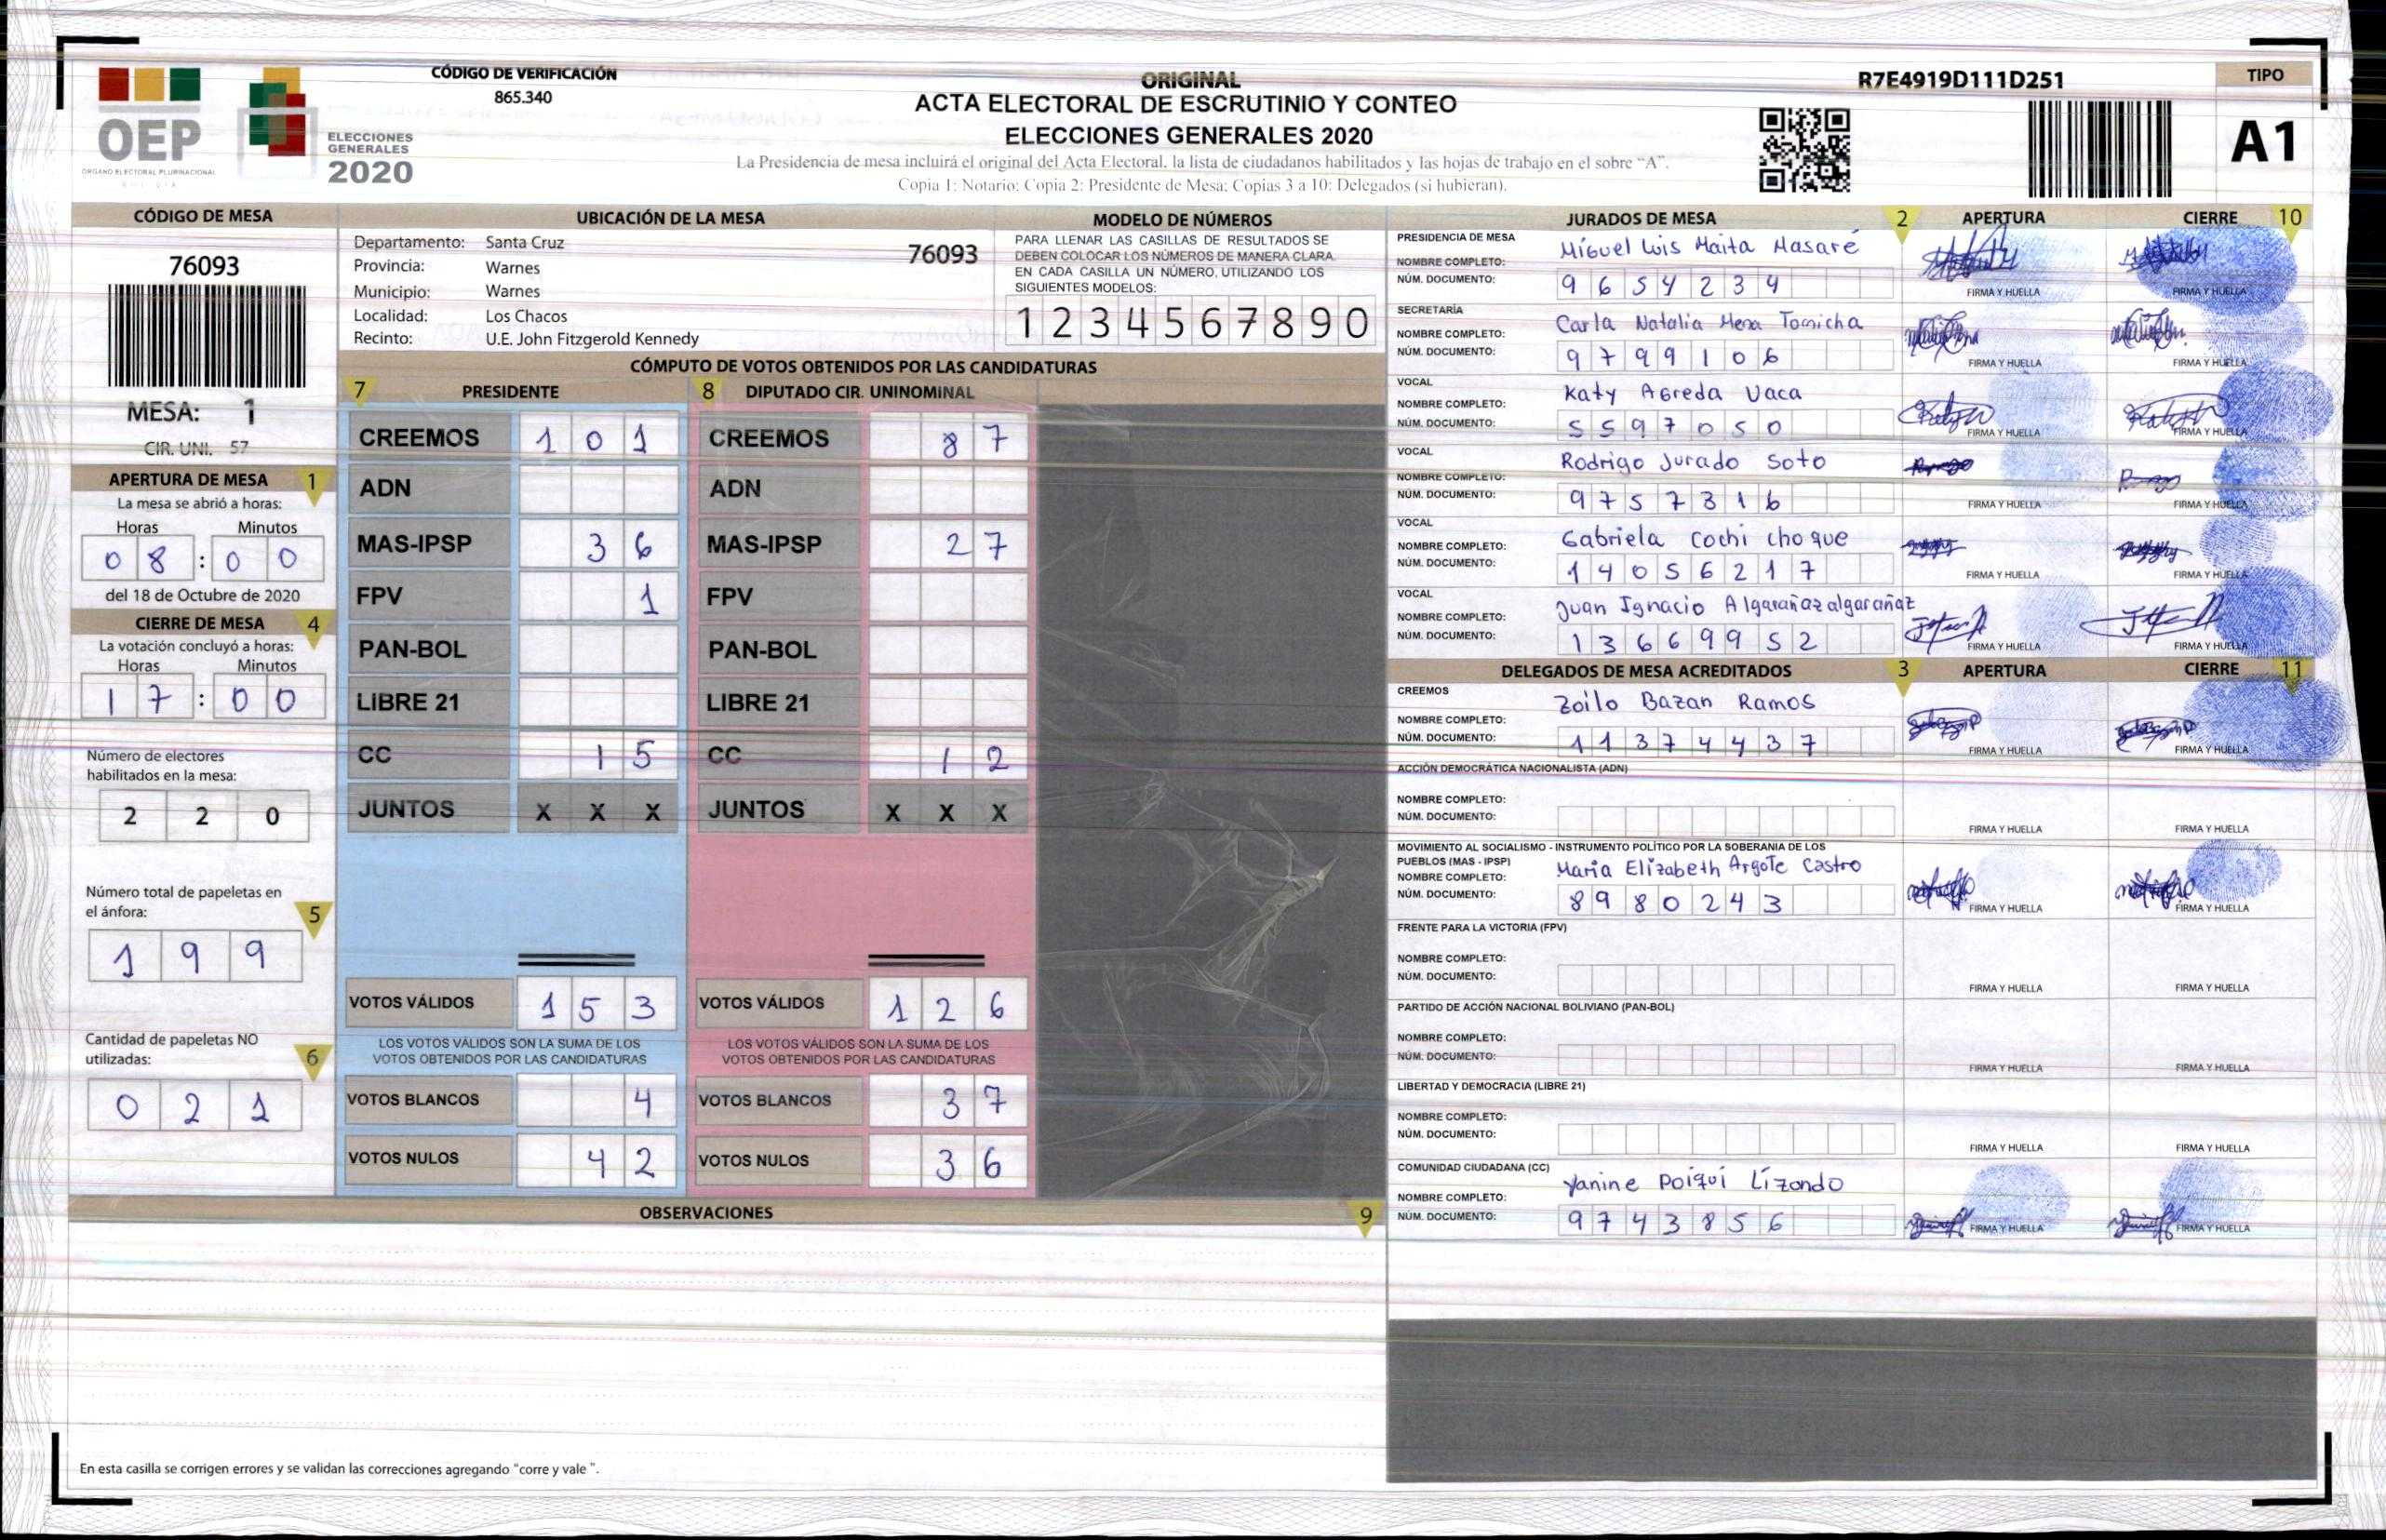 CÓDIGO DE VERIFICACIÓN
865.340
OEP
ÓRGANO ELECTORAL PLURINACIONAL
BOLIVIA
ELECCIONES
GENERALES
2020
ORIGINAL
ACTA ELECTORAL DE ESCRUTINIO Y CONTEO
ELECCIONES GENERALES 2020
La Presidencia de mesa incluirá el original del Acta Electoral, la lista de ciudadanos habilitados y las hojas de trabajo en el sobre “A”.
Copia 1: Notario; Copia 2: Presidente de Mesa; Copias 3 a 10: Delegados (si hubieran).
R7E4919D111D251
TIPO
A1
CÓDIGO DE MESA
76093
MESA: 1
CIR. UNI. 57
APERTURA DE MESA 1
La mesa se abrió a horas:
Horas Minutos
0 8 : 0 0
del 18 de Octubre de 2020
CIERRE DE MESA 4
La votación concluyó a horas:
Horas Minutos
1 7 : 0 0
Número de electores
habilitados en la mesa:
2 2 0
Número total de papeletas en
el ánfora: 5
1 9 9
Cantidad de papeletas NO
utilizadas: 6
0 2 1
UBICACIÓN DE LA MESA
Departamento: Santa Cruz 76093
Provincia: Warnes
Municipio: Warnes
Localidad: Los Chacos
Recinto: U.E. John Fitzgerold Kennedy
MODELO DE NÚMEROS
PARA LLENAR LAS CASILLAS DE RESULTADOS SE
DEBEN COLOCAR LOS NÚMEROS DE MANERA CLARA.
EN CADA CASILLA UN NÚMERO, UTILIZANDO LOS
SIGUIENTES MODELOS:
1 2 3 4 5 6 7 8 9 0
CÓMPUTO DE VOTOS OBTENIDOS POR LAS CANDIDATURAS
7 PRESIDENTE
CREEMOS 1 0 1
ADN
MAS-IPSP 3 6
FPV 1
PAN-BOL
LIBRE 21
CC 1 5
JUNTOS X X X
VOTOS VÁLIDOS 1 5 3
LOS VOTOS VÁLIDOS SON LA SUMA DE LOS
VOTOS OBTENIDOS POR LAS CANDIDATURAS
VOTOS BLANCOS 4
VOTOS NULOS 4 2
8 DIPUTADO CIR. UNINOMINAL
CREEMOS 8 7
ADN
MAS-IPSP 2 7
FPV
PAN-BOL
LIBRE 21
CC 1 2
JUNTOS X X X
VOTOS VÁLIDOS 1 2 6
LOS VOTOS VÁLIDOS SON LA SUMA DE LOS
VOTOS OBTENIDOS POR LAS CANDIDATURAS
VOTOS BLANCOS 3 7
VOTOS NULOS 3 6
OBSERVACIONES 9
En esta casilla se corrigen errores y se validan las correcciones agregando "corre y vale ".
JURADOS DE MESA 2 APERTURA CIERRE 10
PRESIDENCIA DE MESA
NOMBRE COMPLETO: Miguel Luis Maita Masaré
NÚM. DOCUMENTO: 9 6 5 4 2 3 4
FIRMA Y HUELLA FIRMA Y HUELLA
SECRETARÍA
NOMBRE COMPLETO: Carla Natalia Mena Tomicha
NÚM. DOCUMENTO: 9 7 9 9 1 0 6
FIRMA Y HUELLA FIRMA Y HUELLA
VOCAL
NOMBRE COMPLETO: Katy Agreda Vaca
NÚM. DOCUMENTO: 5 5 9 7 0 5 0
FIRMA Y HUELLA FIRMA Y HUELLA
VOCAL
NOMBRE COMPLETO: Rodrigo Jurado Soto
NÚM. DOCUMENTO: 9 7 5 7 3 1 6
FIRMA Y HUELLA FIRMA Y HUELLA
VOCAL
NOMBRE COMPLETO: Gabriela Cochi choque
NÚM. DOCUMENTO: 1 4 0 5 6 2 1 7
FIRMA Y HUELLA FIRMA Y HUELLA
VOCAL
NOMBRE COMPLETO: Juan Ignacio Algarañaz algarañaz
NÚM. DOCUMENTO: 1 3 6 6 9 9 5 2
FIRMA Y HUELLA FIRMA Y HUELLA
DELEGADOS DE MESA ACREDITADOS 3 APERTURA CIERRE 11
CREEMOS
NOMBRE COMPLETO: Zoilo Bazan Ramos
NÚM. DOCUMENTO: 1 1 3 7 4 4 3 7
FIRMA Y HUELLA FIRMA Y HUELLA
ACCIÓN DEMOCRÁTICA NACIONALISTA (ADN)
NOMBRE COMPLETO:
NÚM. DOCUMENTO:
FIRMA Y HUELLA FIRMA Y HUELLA
MOVIMIENTO AL SOCIALISMO - INSTRUMENTO POLÍTICO POR LA SOBERANIA DE LOS
PUEBLOS (MAS - IPSP)
NOMBRE COMPLETO: Maria Elizabeth Argote Castro
NÚM. DOCUMENTO: 8 9 8 0 2 4 3
FIRMA Y HUELLA FIRMA Y HUELLA
FRENTE PARA LA VICTORIA (FPV)
NOMBRE COMPLETO:
NÚM. DOCUMENTO:
FIRMA Y HUELLA FIRMA Y HUELLA
PARTIDO DE ACCIÓN NACIONAL BOLIVIANO (PAN-BOL)
NOMBRE COMPLETO:
NÚM. DOCUMENTO:
FIRMA Y HUELLA FIRMA Y HUELLA
LIBERTAD Y DEMOCRACIA (LIBRE 21)
NOMBRE COMPLETO:
NÚM. DOCUMENTO:
FIRMA Y HUELLA FIRMA Y HUELLA
COMUNIDAD CIUDADANA (CC)
NOMBRE COMPLETO: Yanine Poiqui Lizondo
NÚM. DOCUMENTO: 9 7 4 3 8 5 6
FIRMA Y HUELLA FIRMA Y HUELLA